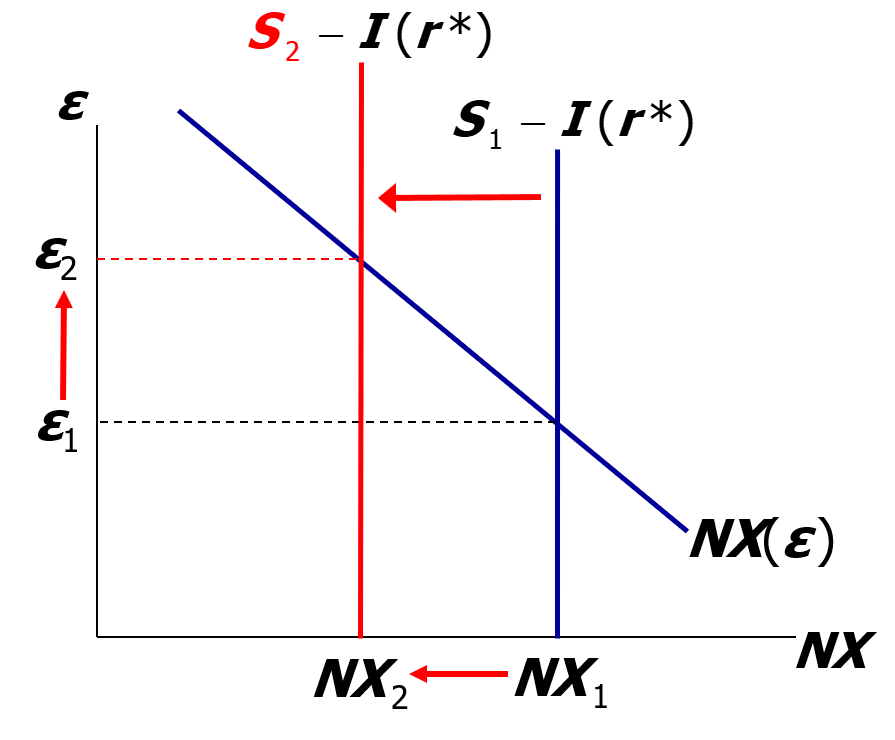 S₂ − I(r*)
ε
S₁ − I(r*)
ε₂
ε₁
NX(ε)
NX
NX₂
NX₁